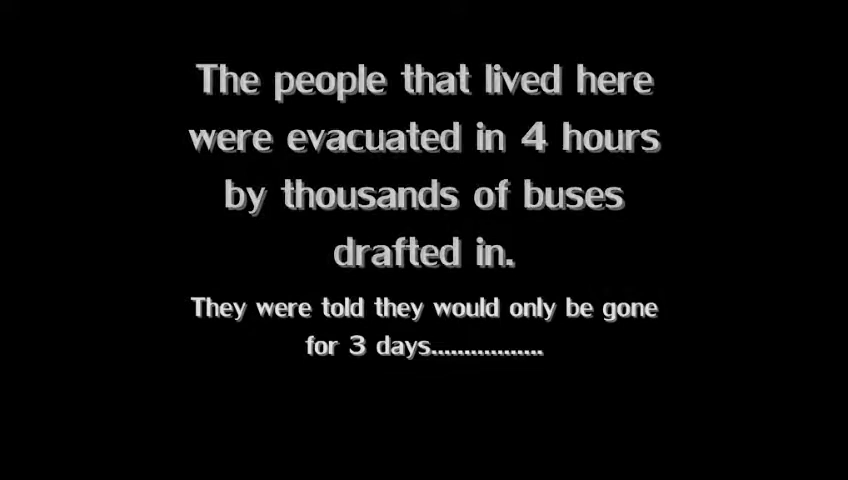 The people that lived here
were evacuated in 4 hours
by thousands of buses
drafted in.
They were told they would only be gone
for 3 days.................